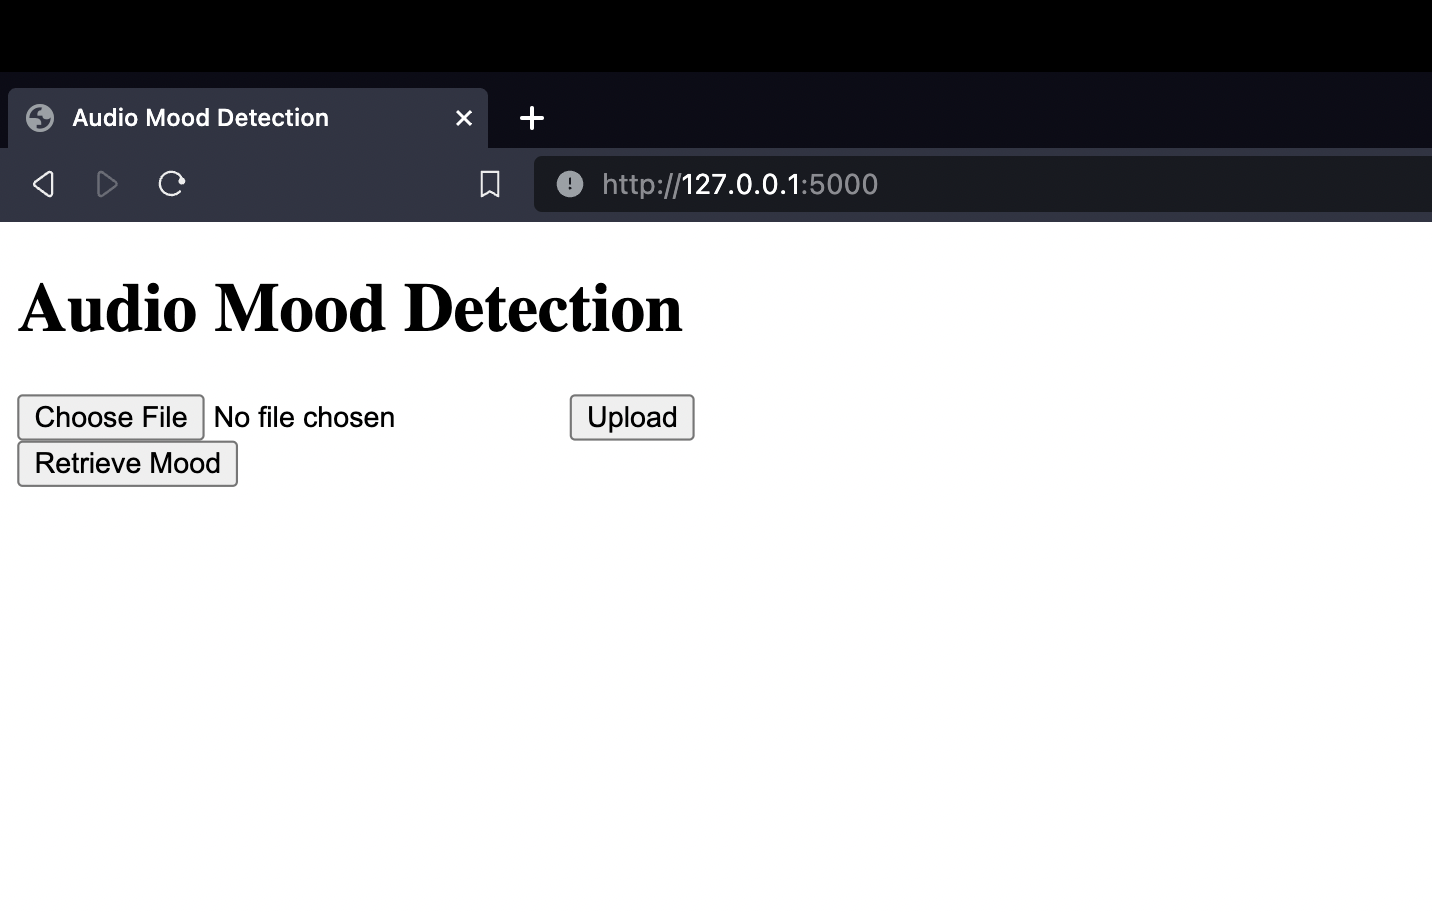 Audio Mood Detection
http://127.0.0.1:5000
Audio Mood Detection
Choose File No file chosen Upload
Retrieve Mood